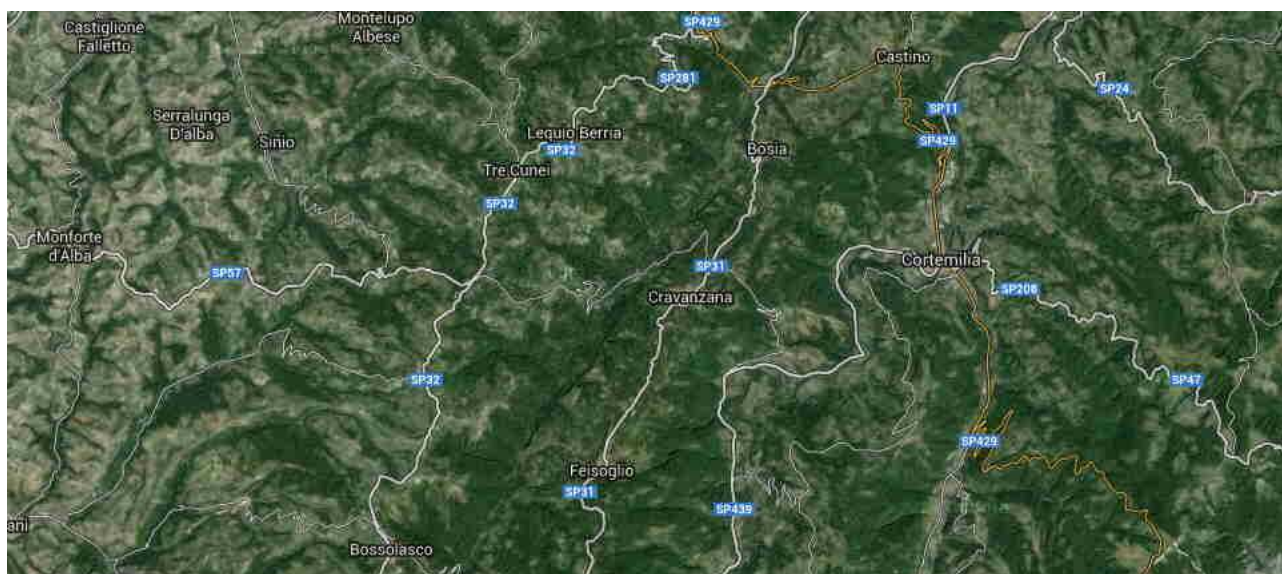 SP429
Castiglione
Falletto
Montelupo
Albese
Castino
SP281
SP24
SP11
Serralunga
D'alba
Sinio
Lequio Berria
SP32
SP429
Bosia
Tre Cunei
SP32
Monforte
d'Alba
SP57
SP31
Cortemilia
SP208
Cravanzana
SP32
SP47
SP429
Feisoglio
SP31
SP439
ani
Bossolasco